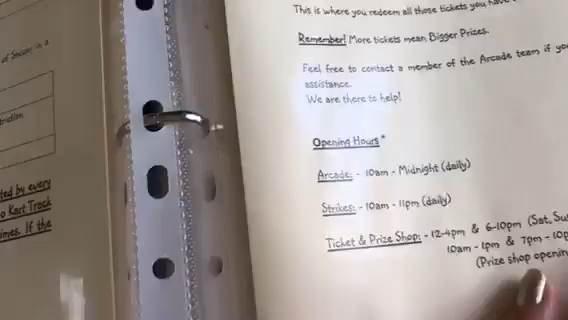 of Soccer in a
ted by every
o Kart Track
imes. If the
This is where you redeem all those tickets you have
Remember! More tickets mean Bigger Prizes.
Feel free to contact a member of the Arcade team if you
assistance.
We are there to help!
Opening Hours*
Arcade: - 10am - Midnight (daily)
Strikes: - 10am - 11pm (daily)
Ticket & Prize Shop: - 12-4pm & 6-10pm (Sat, Su
10am - 1pm & 7pm - 10p
(Prize shop openin